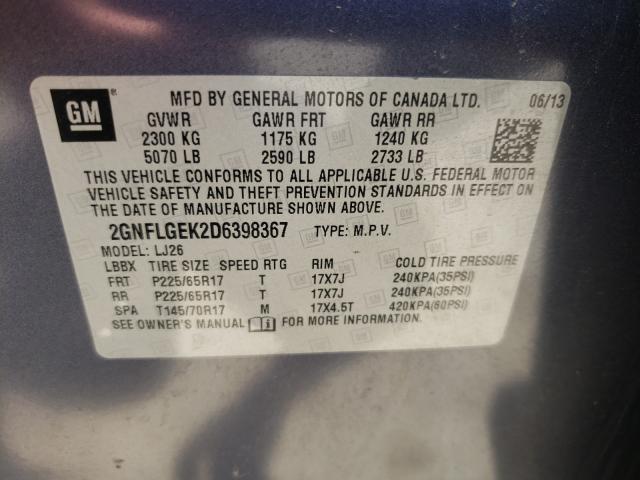 GM
MFD BY GENERAL MOTORS OF CANADA LTD. 06/13
GVWR GAWR FRT GAWR RR
2300 KG 1175 KG 1240 KG
5070 LB 2590 LB 2733 LB
THIS VEHICLE CONFORMS TO ALL APPLICABLE U.S. FEDERAL MOTOR
VEHICLE SAFETY AND THEFT PREVENTION STANDARDS IN EFFECT ON
THE DATE OF MANUFACTURE SHOWN ABOVE.
2GNFLGEK2D6398367 TYPE: M.P.V.
MODEL: LJ26
LBBX TIRE SIZE SPEED RTG RIM COLD TIRE PRESSURE
FRT P225/65R17 T 17X7J 240KPA(35PSI)
RR P225/65R17 T 17X7J 240KPA(35PSI)
SPA T145/70R17 M 17X4.5T 420KPA(60PSI)
SEE OWNER'S MANUAL FOR MORE INFORMATION.